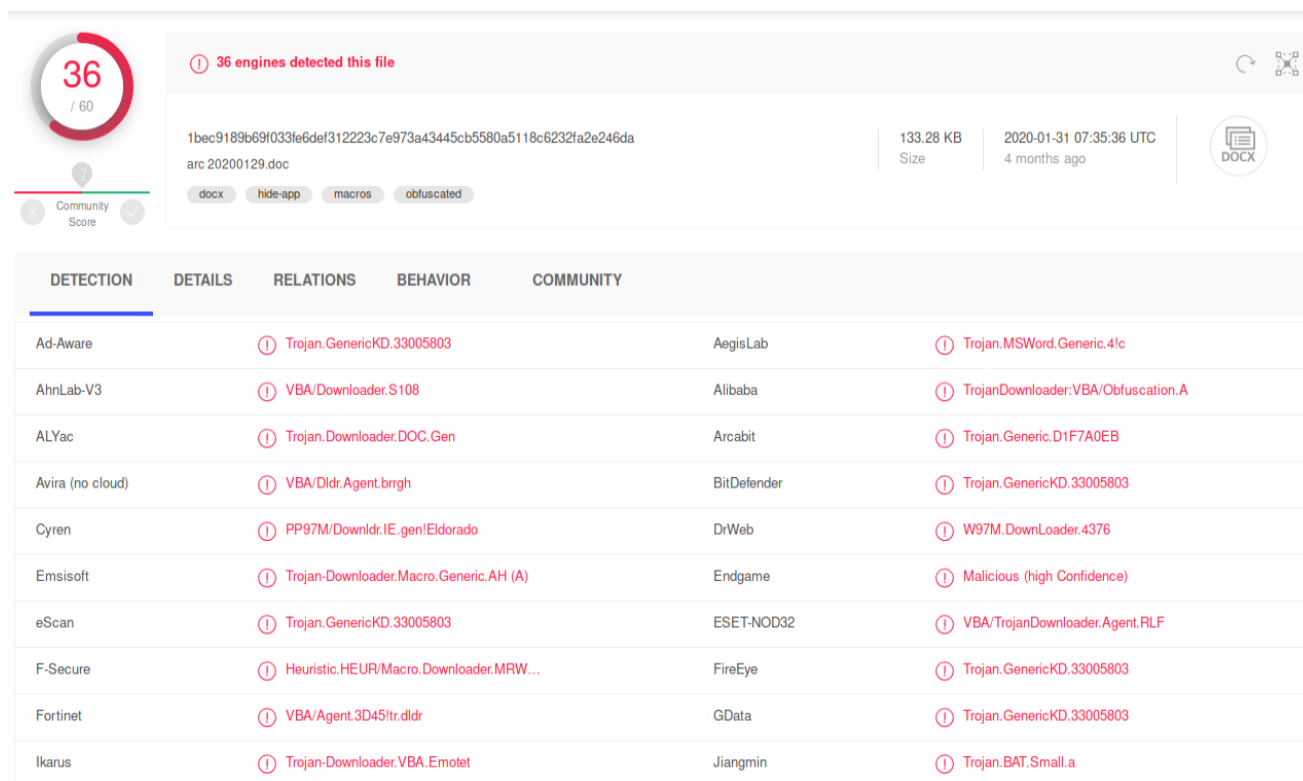 36
/ 60
Community
Score
36 engines detected this file
1bec9189b69f033fe6def312223c7e973a43445cb5580a5118c6232fa2e246da
arc 20200129.doc
docx hide-app macros obfuscated
133.28 KB
Size
2020-01-31 07:35:36 UTC
4 months ago
DOCX
DETECTION DETAILS RELATIONS BEHAVIOR COMMUNITY
Ad-Aware Trojan.GenericKD.33005803 AegisLab Trojan.MSWord.Generic.4!c
AhnLab-V3 VBA/Downloader.S108 Alibaba TrojanDownloader:VBA/Obfuscation.A
ALYac Trojan.Downloader.DOC.Gen Arcabit Trojan.Generic.D1F7A0EB
Avira (no cloud) VBA/Dldr.Agent.brrgh BitDefender Trojan.GenericKD.33005803
Cyren PP97M/Downldr.IE.gen!Eldorado DrWeb W97M.DownLoader.4376
Emsisoft Trojan-Downloader.Macro.Generic.AH (A) Endgame Malicious (high Confidence)
eScan Trojan.GenericKD.33005803 ESET-NOD32 VBA/TrojanDownloader.Agent.RLF
F-Secure Heuristic.HEUR/Macro.Downloader.MRW... FireEye Trojan.GenericKD.33005803
Fortinet VBA/Agent.3D45!tr.dldr GData Trojan.GenericKD.33005803
Ikarus Trojan-Downloader.VBA.Emotet Jiangmin Trojan.BAT.Small.a